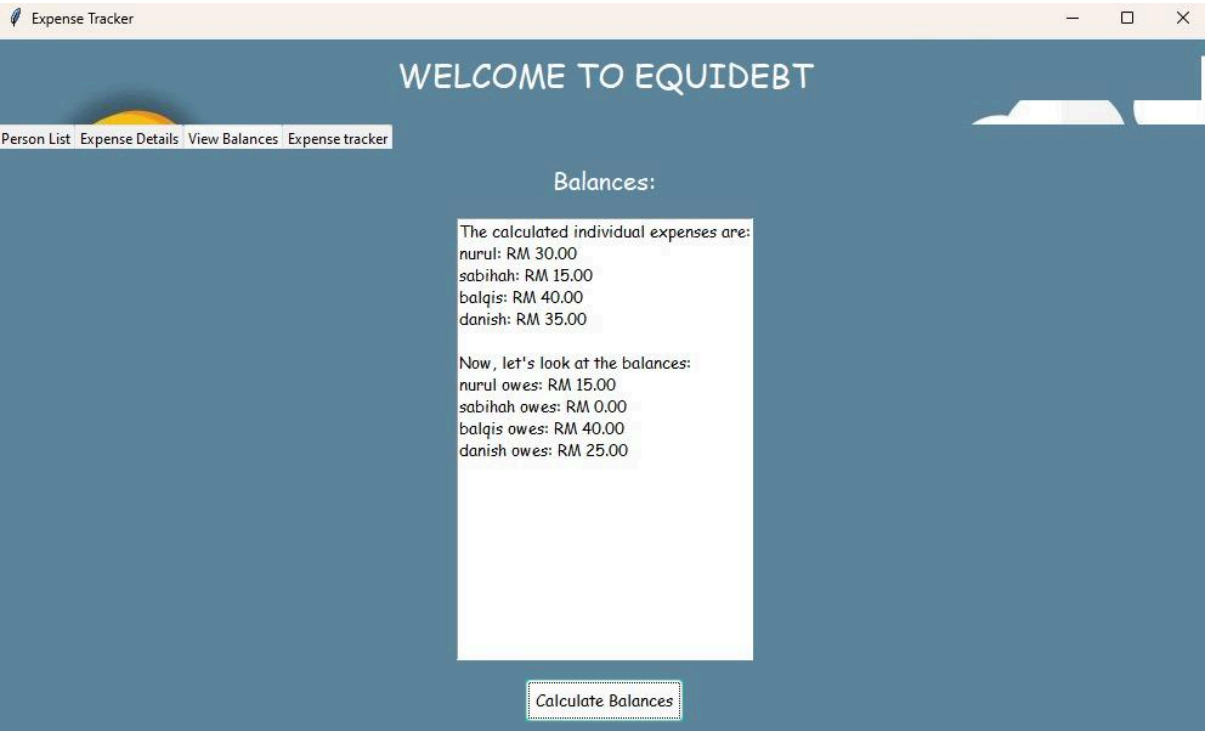 Expense Tracker
WELCOME TO EQUIDEBT
Person List Expense Details View Balances Expense tracker
Balances:
The calculated individual expenses are:
nurul: RM 30.00
sabihah: RM 15.00
balqis: RM 40.00
danish: RM 35.00
Now, let's look at the balances:
nurul owes: RM 15.00
sabihah owes: RM 0.00
balqis owes: RM 40.00
danish owes: RM 25.00
Calculate Balances